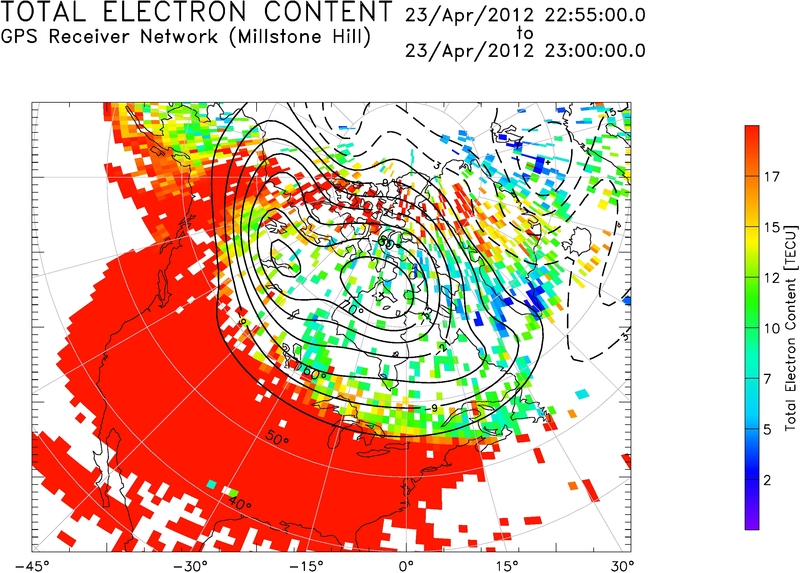 TOTAL ELECTRON CONTENT
GPS Receiver Network (Millstone Hill)
23/Apr/2012 22:55:00.0
to
23/Apr/2012 23:00:00.0
50°
40°
-45°
-30°
-15°
0°
15°
30°
17
15
12
10
7
5
2
Total Electron Content [TECU]